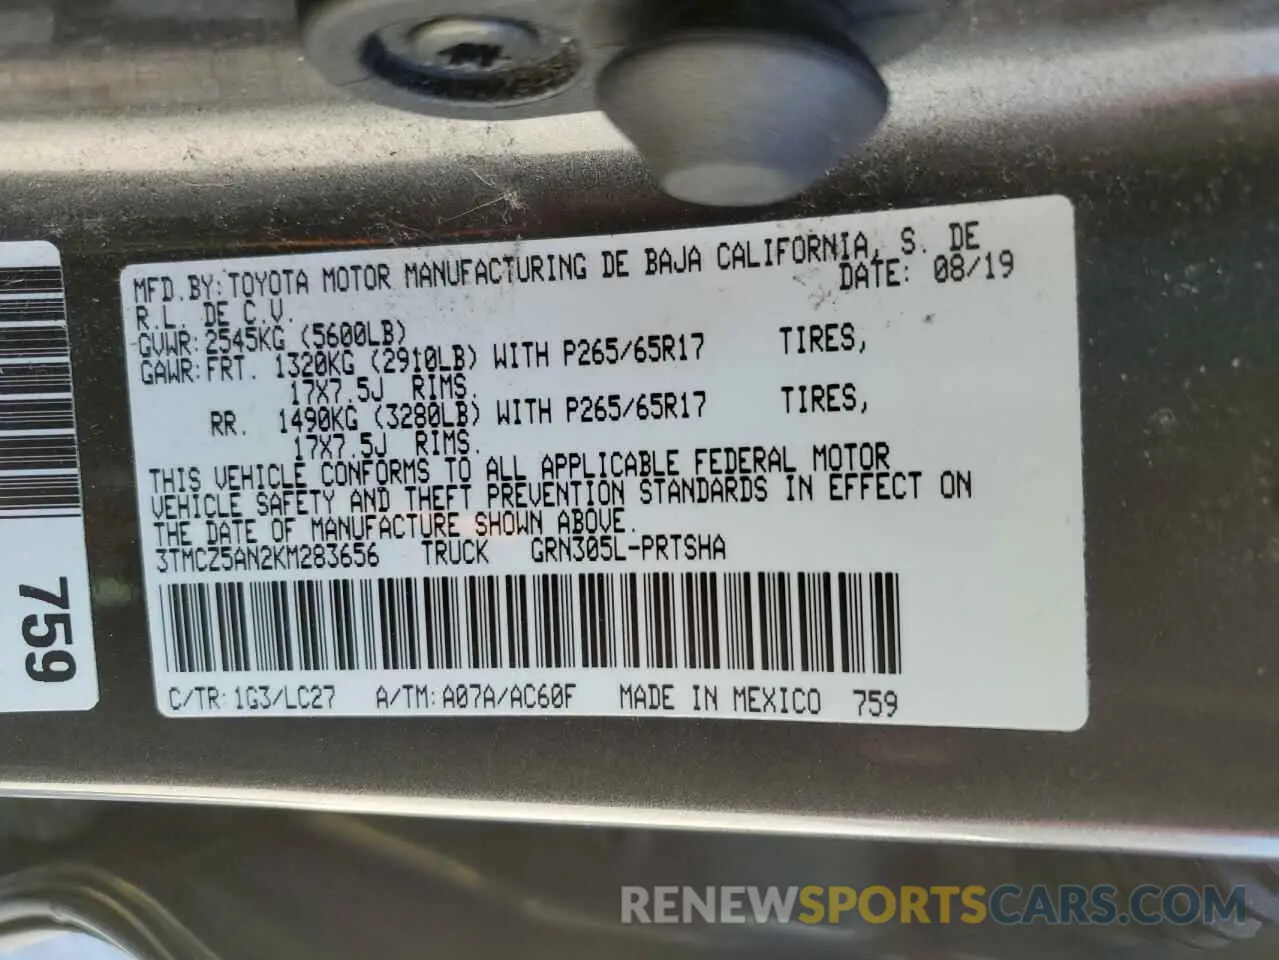 MFD.BY:TOYOTA MOTOR MANUFACTURING DE BAJA CALIFORNIA, S. DE
R.L. DE C.V. DATE: 08/19
GVWR:2545KG (5600LB)
GAWR:FRT. 1320KG (2910LB) WITH P265/65R17 TIRES,
17X7.5J RIMS.
RR. 1490KG (3280LB) WITH P265/65R17 TIRES,
17X7.5J RIMS.
THIS VEHICLE CONFORMS TO ALL APPLICABLE FEDERAL MOTOR
VEHICLE SAFETY AND THEFT PREVENTION STANDARDS IN EFFECT ON
THE DATE OF MANUFACTURE SHOWN ABOVE.
3TMCZ5AN2KM283656 TRUCK GRN305L-PRTSHA
C/TR:1G3/LC27 A/TM:A07A/AC60F MADE IN MEXICO 759
759
RENEWSPORTSCARS.COM